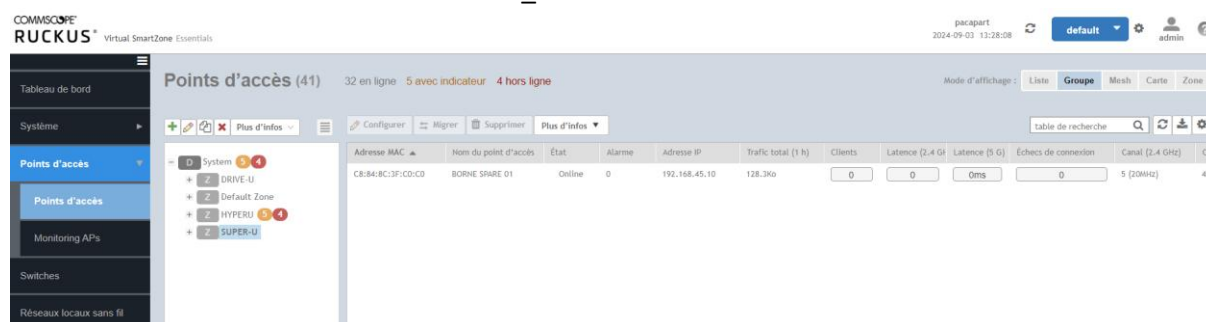 COMMSCOPE®
RUCKUS® Virtual SmartZone Essentials
pacapart
2024-09-03 13:28:08
default
admin
Tableau de bord
Système
Points d'accès
Points d'accès
Monitoring APs
Switches
Réseaux locaux sans fil
Points d'accès (41) 32 en ligne 5 avec indicateur 4 hors ligne
Mode d'affichage : Liste Groupe Mesh Carte Zone
Plus d'infos
Configurer Migrer Supprimer Plus d'infos
table de recherche
D System 5 4
Z DRIVE-U
Z Default Zone
Z HYPERU 5 4
Z SUPER-U
Adresse MAC Nom du point d'accès État Alarme Adresse IP Trafic total (1 h) Clients Latence (2.4 GH Latence (5 G) Échecs de connexion Canal (2.4 GHz)
C8:84:8C:3F:CD:C0 BORNE SPARE 01 Online 0 192.168.45.10 128.3Ko 0 0 0ms 0 5 (20MHz) 4